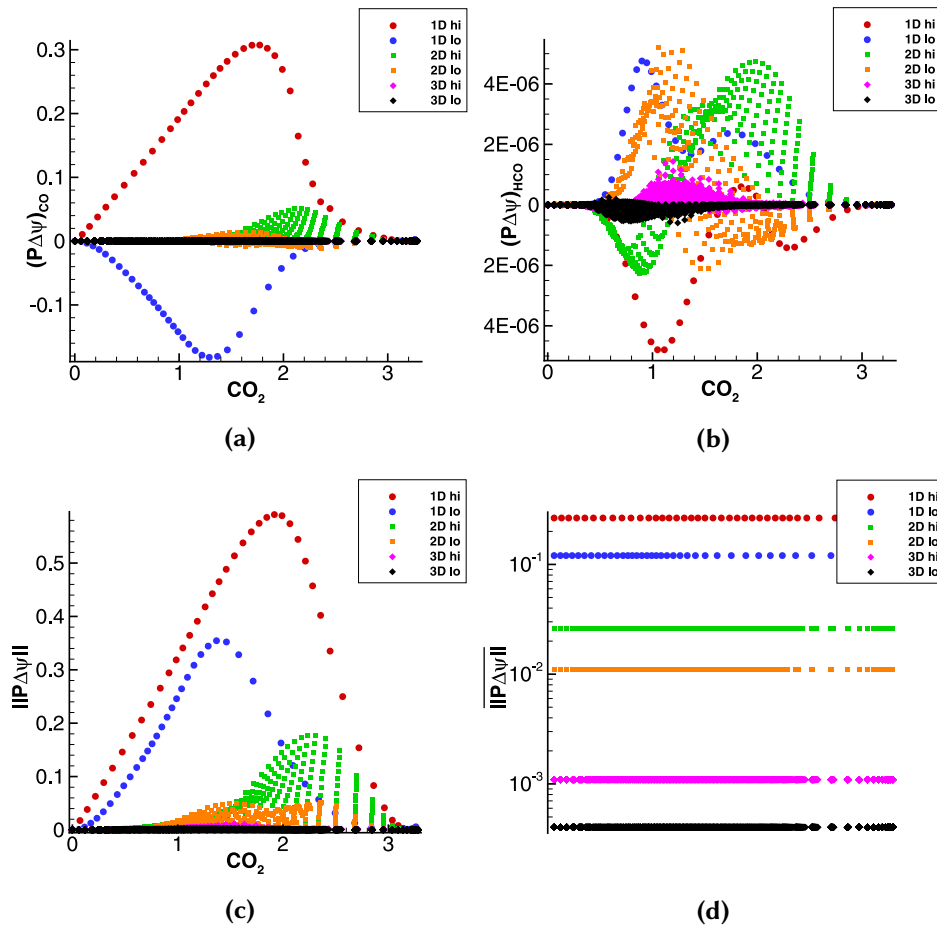 1D hi
1D lo
2D hi
2D lo
3D hi
3D lo
0.3
0.2
0.1
0
-0.1
(PΔψ)CO
0 1 2 3
CO2
(a)
1D hi
1D lo
2D hi
2D lo
3D hi
3D lo
4E-06
2E-06
0
2E-06
4E-06
(PΔψ)HCO
0 1 2 3
CO2
(b)
1D hi
1D lo
2D hi
2D lo
3D hi
3D lo
0.5
0.4
0.3
0.2
0.1
0
||PΔψ||
0 1 2 3
CO2
(c)
1D hi
1D lo
2D hi
2D lo
3D hi
3D lo
10-1
10-2
10-3
||PΔψ||
(d)